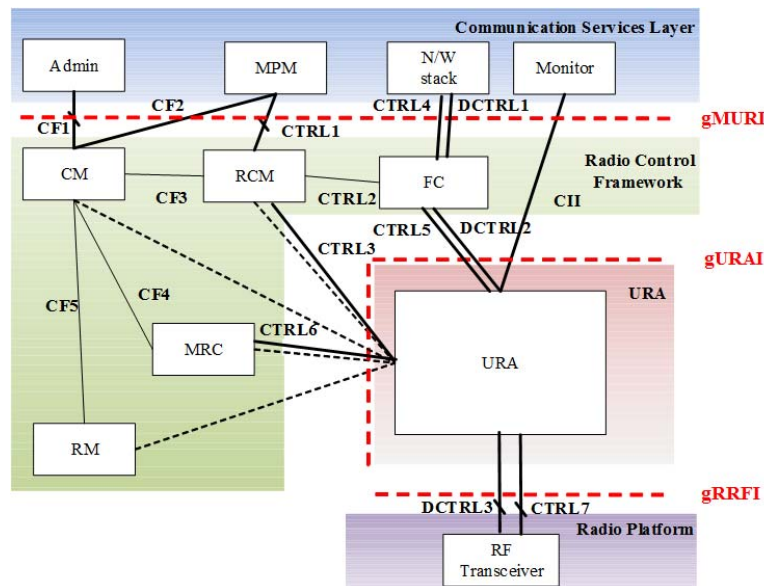 Communication Services Layer
Admin
MPM
N/W
stack
Monitor
CF2
CTRL4
DCTRL1
CF1
CTRL1
gMURI
CM
RCM
FC
Radio Control
Framework
CF3
CTRL2
CII
CTRL5
DCTRL2
CTRL3
gURAI
URA
CF5
CF4
CTRL6
MRC
URA
RM
gRRFI
DCTRL3
CTRL7
Radio Platform
RF
Transceiver